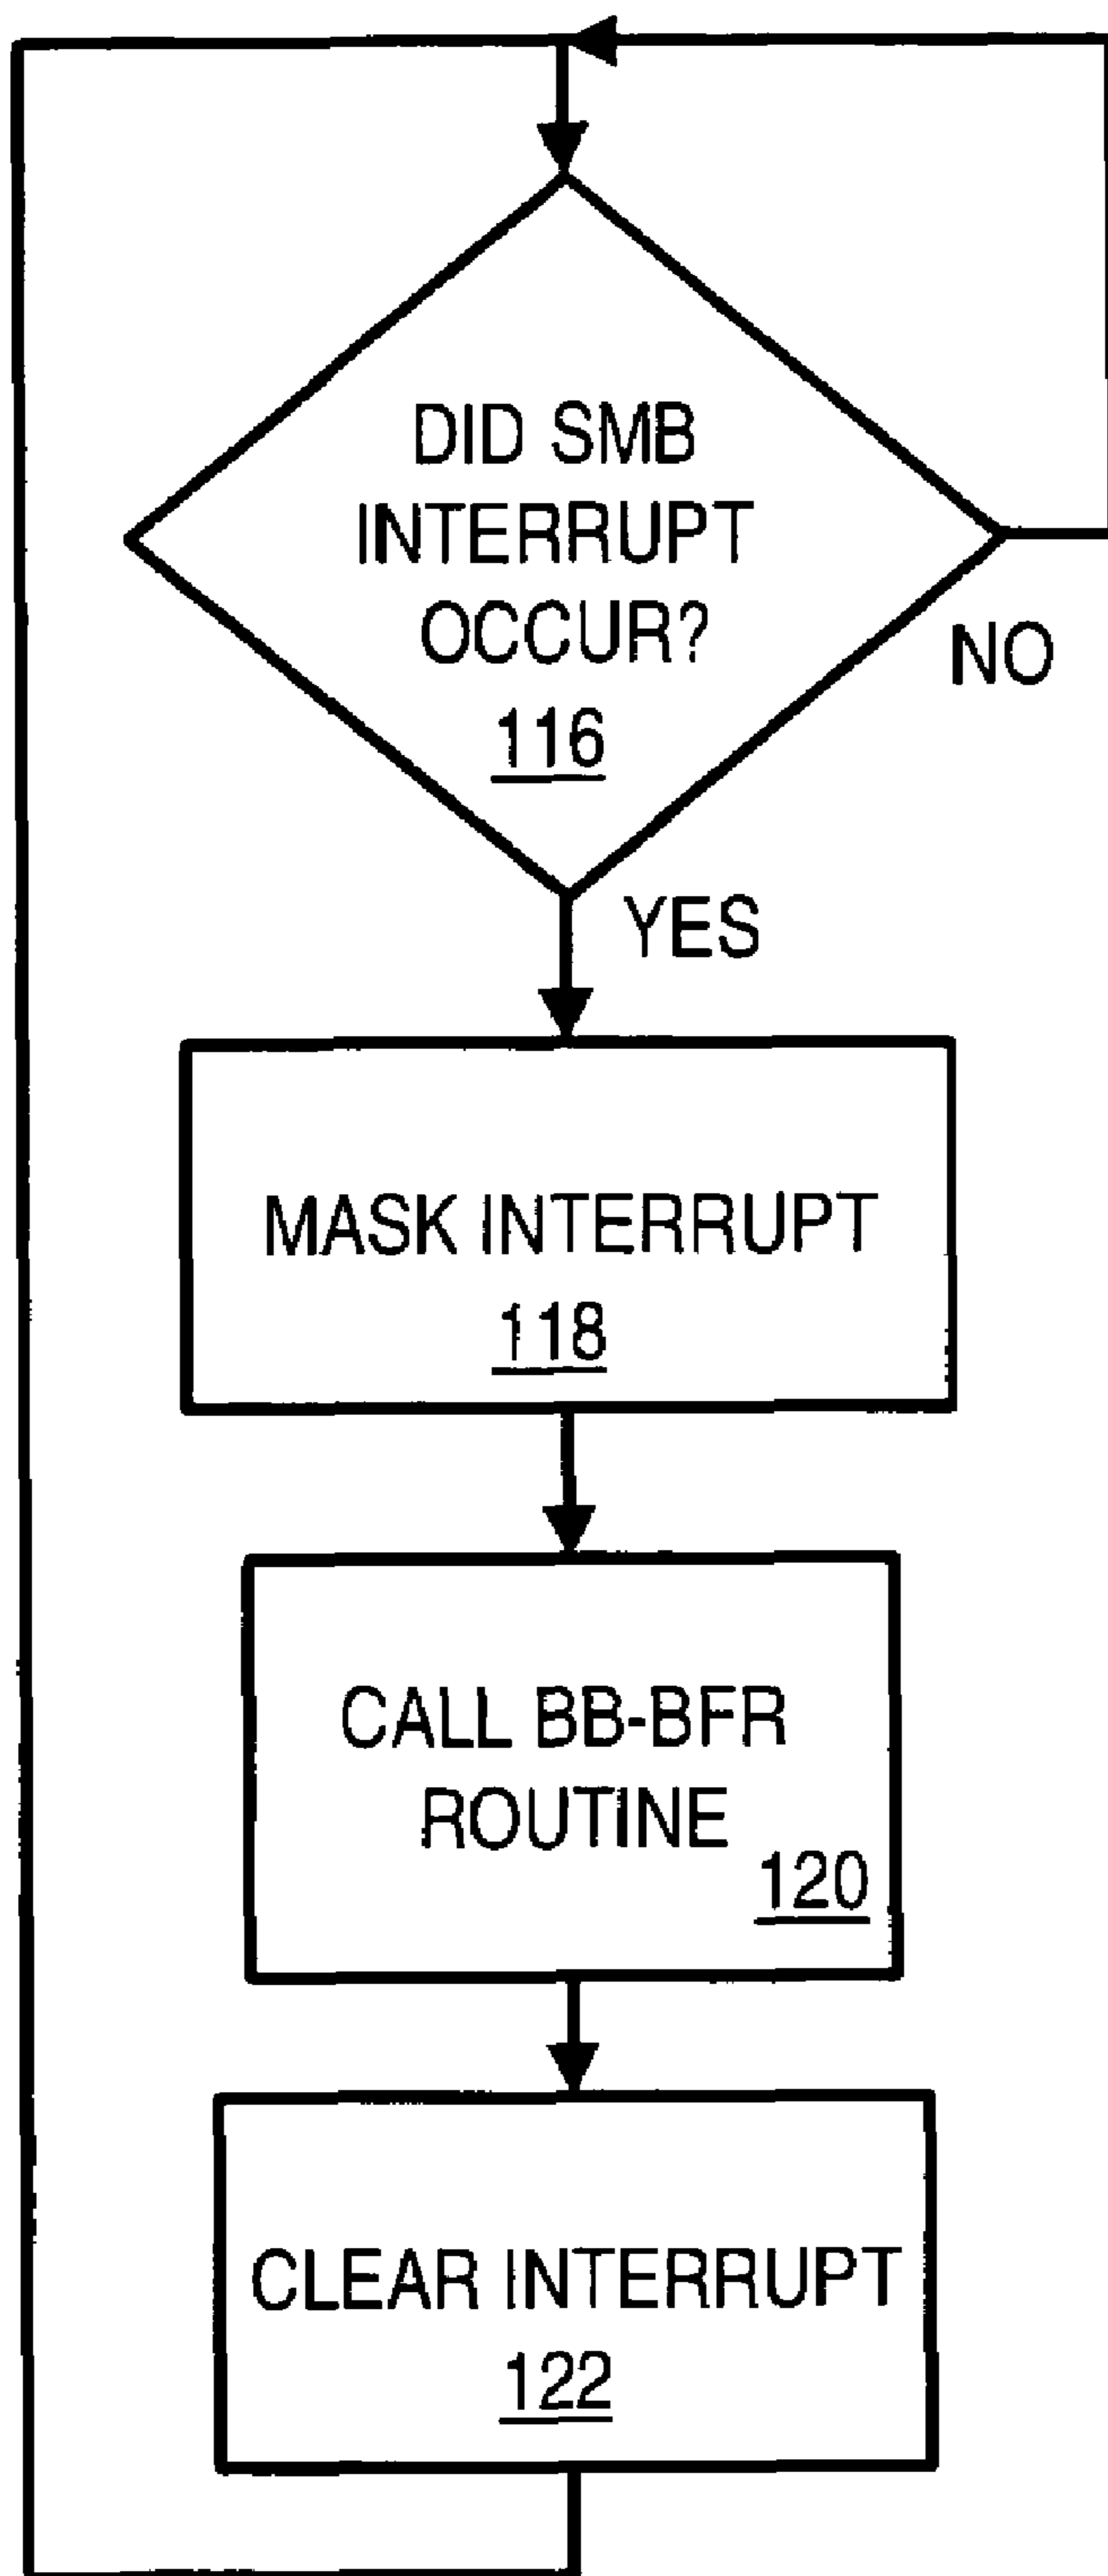 DID SMB
INTERRUPT
OCCUR?
116
NO
YES
MASK INTERRUPT
118
CALL BB-BFR
ROUTINE
120
CLEAR INTERRUPT
122